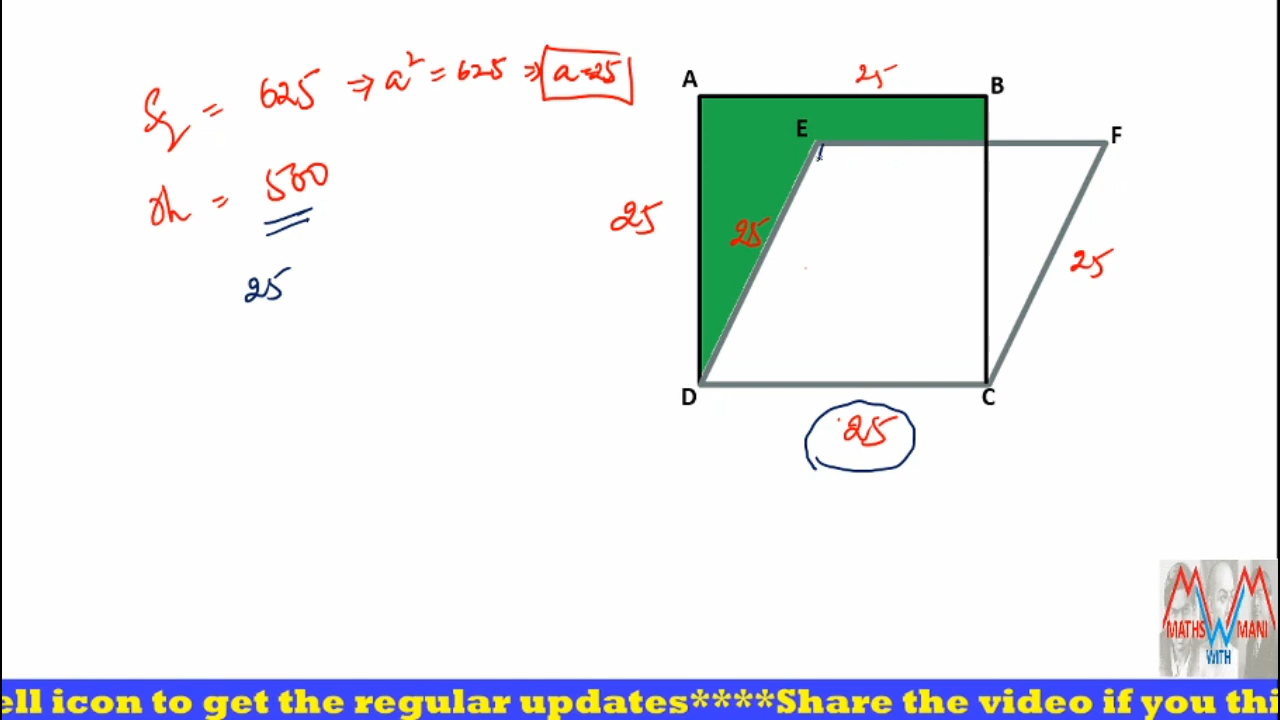 Sq = 625 ⇒ a² = 625 ⇒ a=25
rh = 500
25
A
25
B
E
F
25
25
25
D
C
25
MATHS WITH MANI
ell icon to get the regular updates****Share the video if you thi